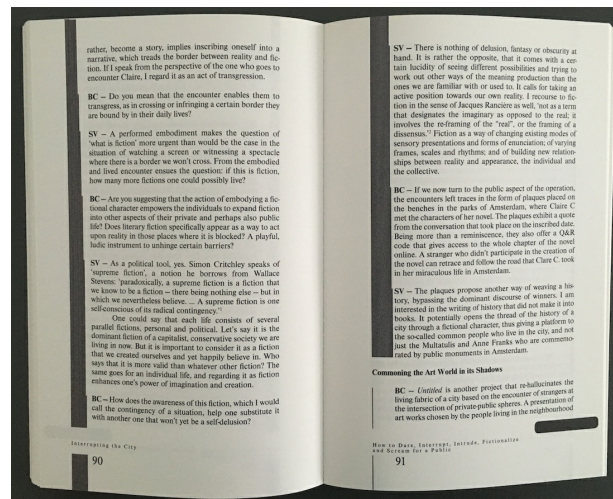 rather, become a story, implies inscribing oneself into a
narrative, which treads the border between reality and fic-
tion. If I speak from the perspective of the one who goes to
encounter Claire, I regard it as an act of transgression.
BC – Do you mean that the encounter enables them to
transgress, as in crossing or infringing a certain border they
are bound by in their daily lives?
SV – A performed embodiment makes the question of
'what is fiction' more urgent than would be the case in the
situation of watching a screen or witnessing a spectacle
where there is a border we won't cross. From the embodied
and lived encounter ensues the question: if this is fiction,
how many more fictions one could possibly live?
BC – Are you suggesting that the action of embodying a fic-
tional character empowers the individuals to expand fiction
into other aspects of their private and perhaps also public
life? Does literary fiction specifically appear as a way to act
upon reality in those places where it is blocked? A playful,
ludic instrument to unhinge certain barriers?
SV – As a political tool, yes. Simon Critchley speaks of
'supreme fiction', a notion he borrows from Wallace
Stevens: 'paradoxically, a supreme fiction is a fiction that
we know to be a fiction – there being nothing else – but in
which we nevertheless believe. ... A supreme fiction is one
self-conscious of its radical contingency.'¹
One could say that each life consists of several
parallel fictions, personal and political. Let's say it is the
dominant fiction of a capitalist, conservative society we are
living in now. But it is important to consider it as a fiction
that we created ourselves and yet happily believe in. Who
says that it is more valid than whatever other fiction? The
same goes for an individual life, and regarding it as fiction
enhances one's power of imagination and creation.
BC – How does the awareness of this fiction, which I would
call the contingency of a situation, help one substitute it
with another one that won't yet be a self-delusion?
Interrupting the City
90
SV – There is nothing of delusion, fantasy or obscurity at
hand. It is rather the opposite, that it comes with a cer-
tain lucidity of seeing different possibilities and trying to
work out other ways of the meaning production than the
ones we are familiar with or used to. It calls for taking an
active position towards our own reality. I recourse to fic-
tion in the sense of Jacques Rancière as well, 'not as a term
that designates the imaginary as opposed to the real; it
involves the re-framing of the "real", or the framing of a
dissensus.'² Fiction as a way of changing existing modes of
sensory presentations and forms of enunciation; of varying
frames, scales and rhythms; and of building new relation-
ships between reality and appearance, the individual and
the collective.
BC – If we now turn to the public aspect of the operation,
the encounters left traces in the form of plaques placed on
the benches in the parks of Amsterdam, where Claire C
met the characters of her novel. The plaques exhibit a quote
from the conversation that took place on the inscribed date.
Being more than a reminiscence, they also offer a Q&R
code that gives access to the whole chapter of the novel
online. A stranger who didn't participate in the creation of
the novel can retrace and follow the road that Clare C. took
in her miraculous life in Amsterdam.
SV – The plaques propose another way of weaving a his-
tory, bypassing the dominant discourse of winners. I am
interested in the writing of history that did not make it into
books. It potentially opens the thread of the history of a
city through a fictional character, thus giving a platform to
the so-called common people who live in the city, and not
just the Multatulis and Anne Franks who are commemo-
rated by public monuments in Amsterdam.
Commoning the Art World in its Shadows
BC – Untitled is another project that re-hallucinates the
living fabric of a city based on the encounter of strangers at
the intersection of private-public spheres. A presentation of
art works chosen by the people living in the neighbourhood
How to Dare, Interrupt, Intrude, Fictionalize
and Scream for a Public
91